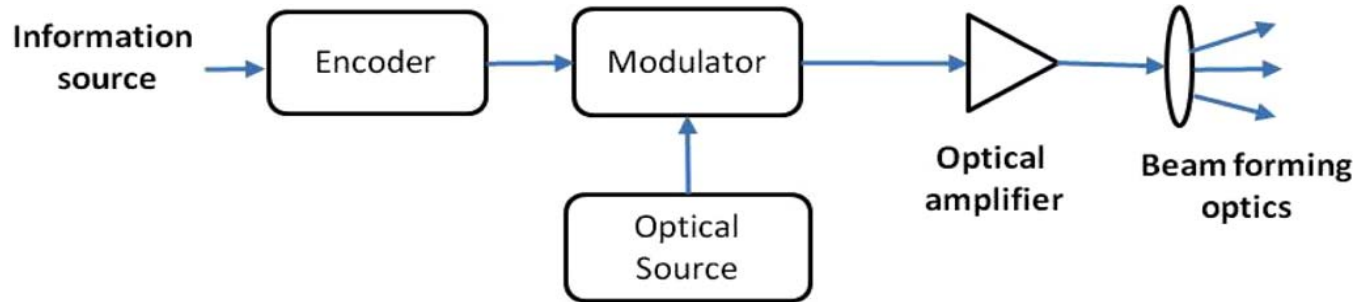 Information
source
Encoder
Modulator
Optical
Source
Optical
amplifier
Beam forming
optics